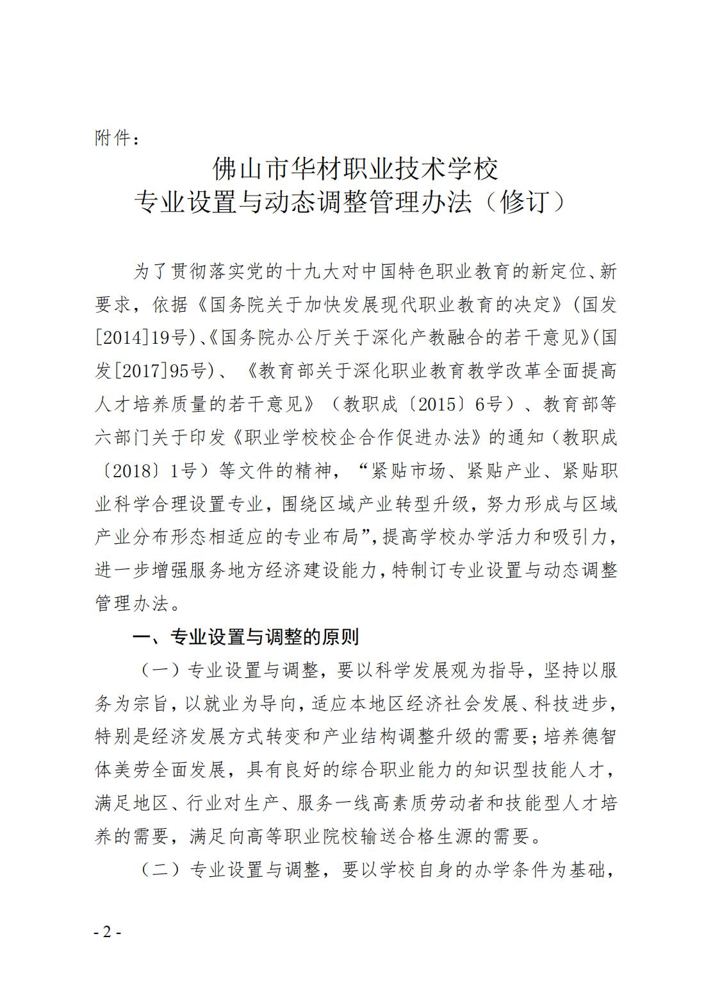 附件：
佛山市华材职业技术学校
专业设置与动态调整管理办法（修订）
为了贯彻落实党的十九大对中国特色职业教育的新定位、新
要求，依据《国务院关于加快发展现代职业教育的决定》(国发
[2014]19号)、《国务院办公厅关于深化产教融合的若干意见》(国
发[2017]95号)、《教育部关于深化职业教育教学改革全面提高
人才培养质量的若干意见》（教职成〔2015〕6号）、教育部等
六部门关于印发《职业学校校企合作促进办法》的通知（教职成
〔2018〕1号）等文件的精神，“紧贴市场、紧贴产业、紧贴职
业科学合理设置专业，围绕区域产业转型升级，努力形成与区域
产业分布形态相适应的专业布局”，提高学校办学活力和吸引力，
进一步增强服务地方经济建设能力，特制订专业设置与动态调整
管理办法。
一、专业设置与调整的原则
（一）专业设置与调整，要以科学发展观为指导，坚持以服
务为宗旨，以就业为导向，适应本地区经济社会发展、科技进步，
特别是经济发展方式转变和产业结构调整升级的需要；培养德智
体美劳全面发展，具有良好的综合职业能力的知识型技能人才，
满足地区、行业对生产、服务一线高素质劳动者和技能型人才培
养的需要，满足向高等职业院校输送合格生源的需要。
（二）专业设置与调整，要以学校自身的办学条件为基础，
- 2 -